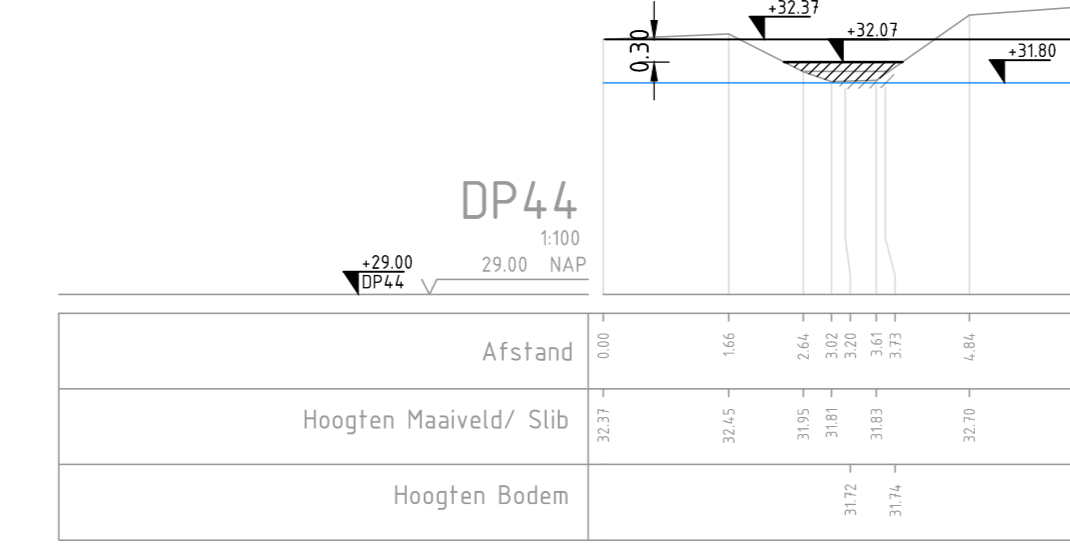 +32.37
+32.07
0.30
+31.80
DP44
1:100
+29.00
29.00 NAP
DP44
Afstand 0.00 1.66 2.64 3.02 3.20 3.61 3.73 4.84
Hoogten Maaiveld/ Slib 32.37 32.45 31.95 31.81 31.83 32.70
Hoogten Bodem 31.72 31.74